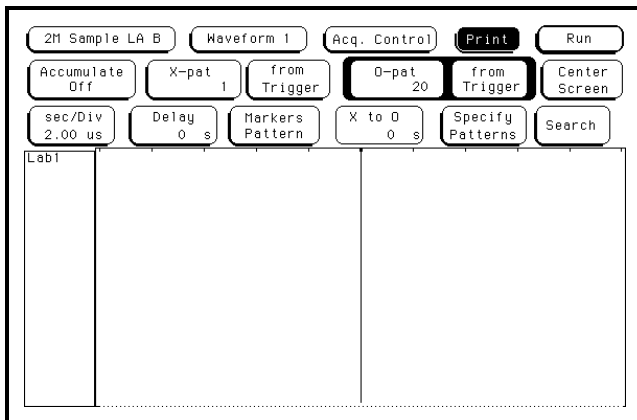 2M Sample LA B Waveform 1 Acq. Control Print Run
Accumulate Off X-pat 1 from Trigger O-pat 20 from Trigger Center Screen
sec/Div 2.00 us Delay 0 s Markers Pattern X to O 0 s Specify Patterns Search
Lab1